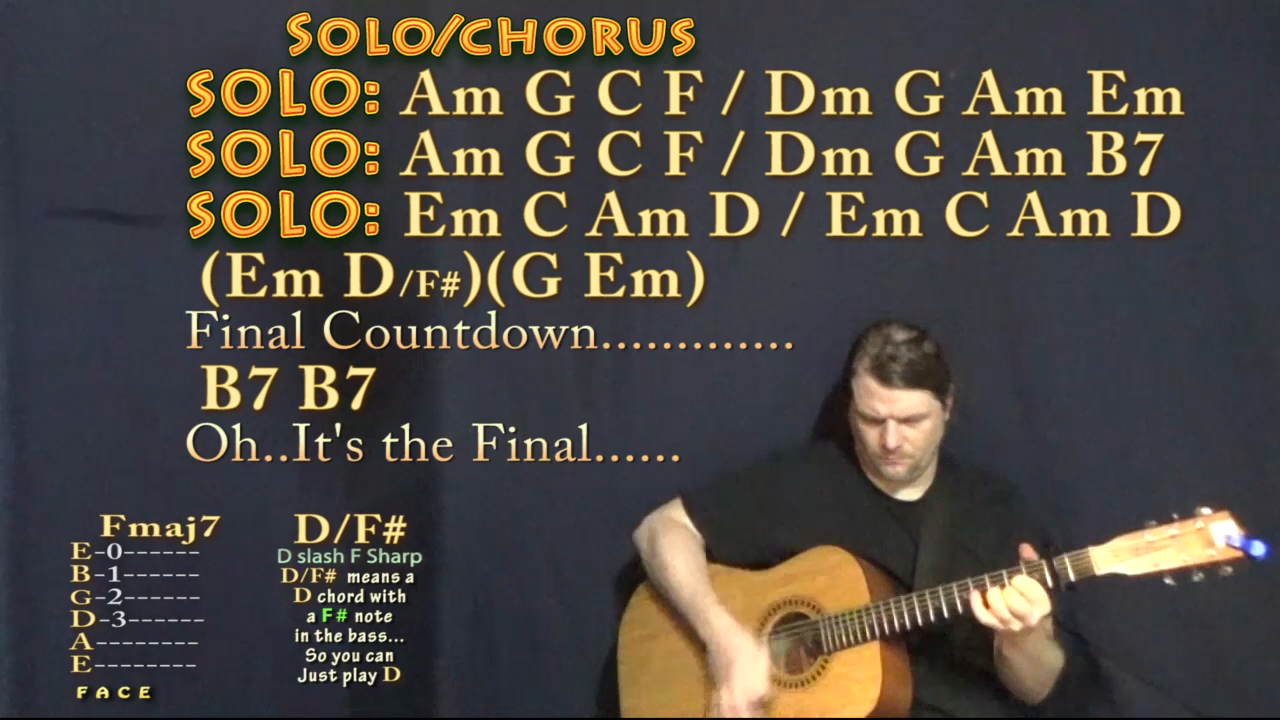 SOLO/CHORUS
SOLO: Am G C F / Dm G Am Em
SOLO: Am G C F / Dm G Am B7
SOLO: Em C Am D / Em C Am D
(Em D/F#)(G Em)
Final Countdown.............
B7 B7
Oh..It's the Final......
Fmaj7
E-0------
B-1------
G-2------
D-3------
A--------
E--------
FACE
D/F#
D slash F Sharp
D/F# means a
D chord with
a F# note
in the bass...
So you can
Just play D